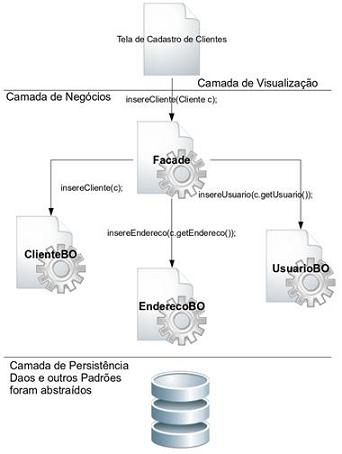 Tela de Cadastro de Clientes
Camada de Visualização
Camada de Negócios
insereCliente(Cliente c);
Facade
insereCliente(c);
insereUsuario(c.getUsuario());
insereEndereco(c.getEndereco());
ClienteBO
UsuarioBO
EnderecoBO
Camada de Persistência
Daos e outros Padrões
foram abstraídos